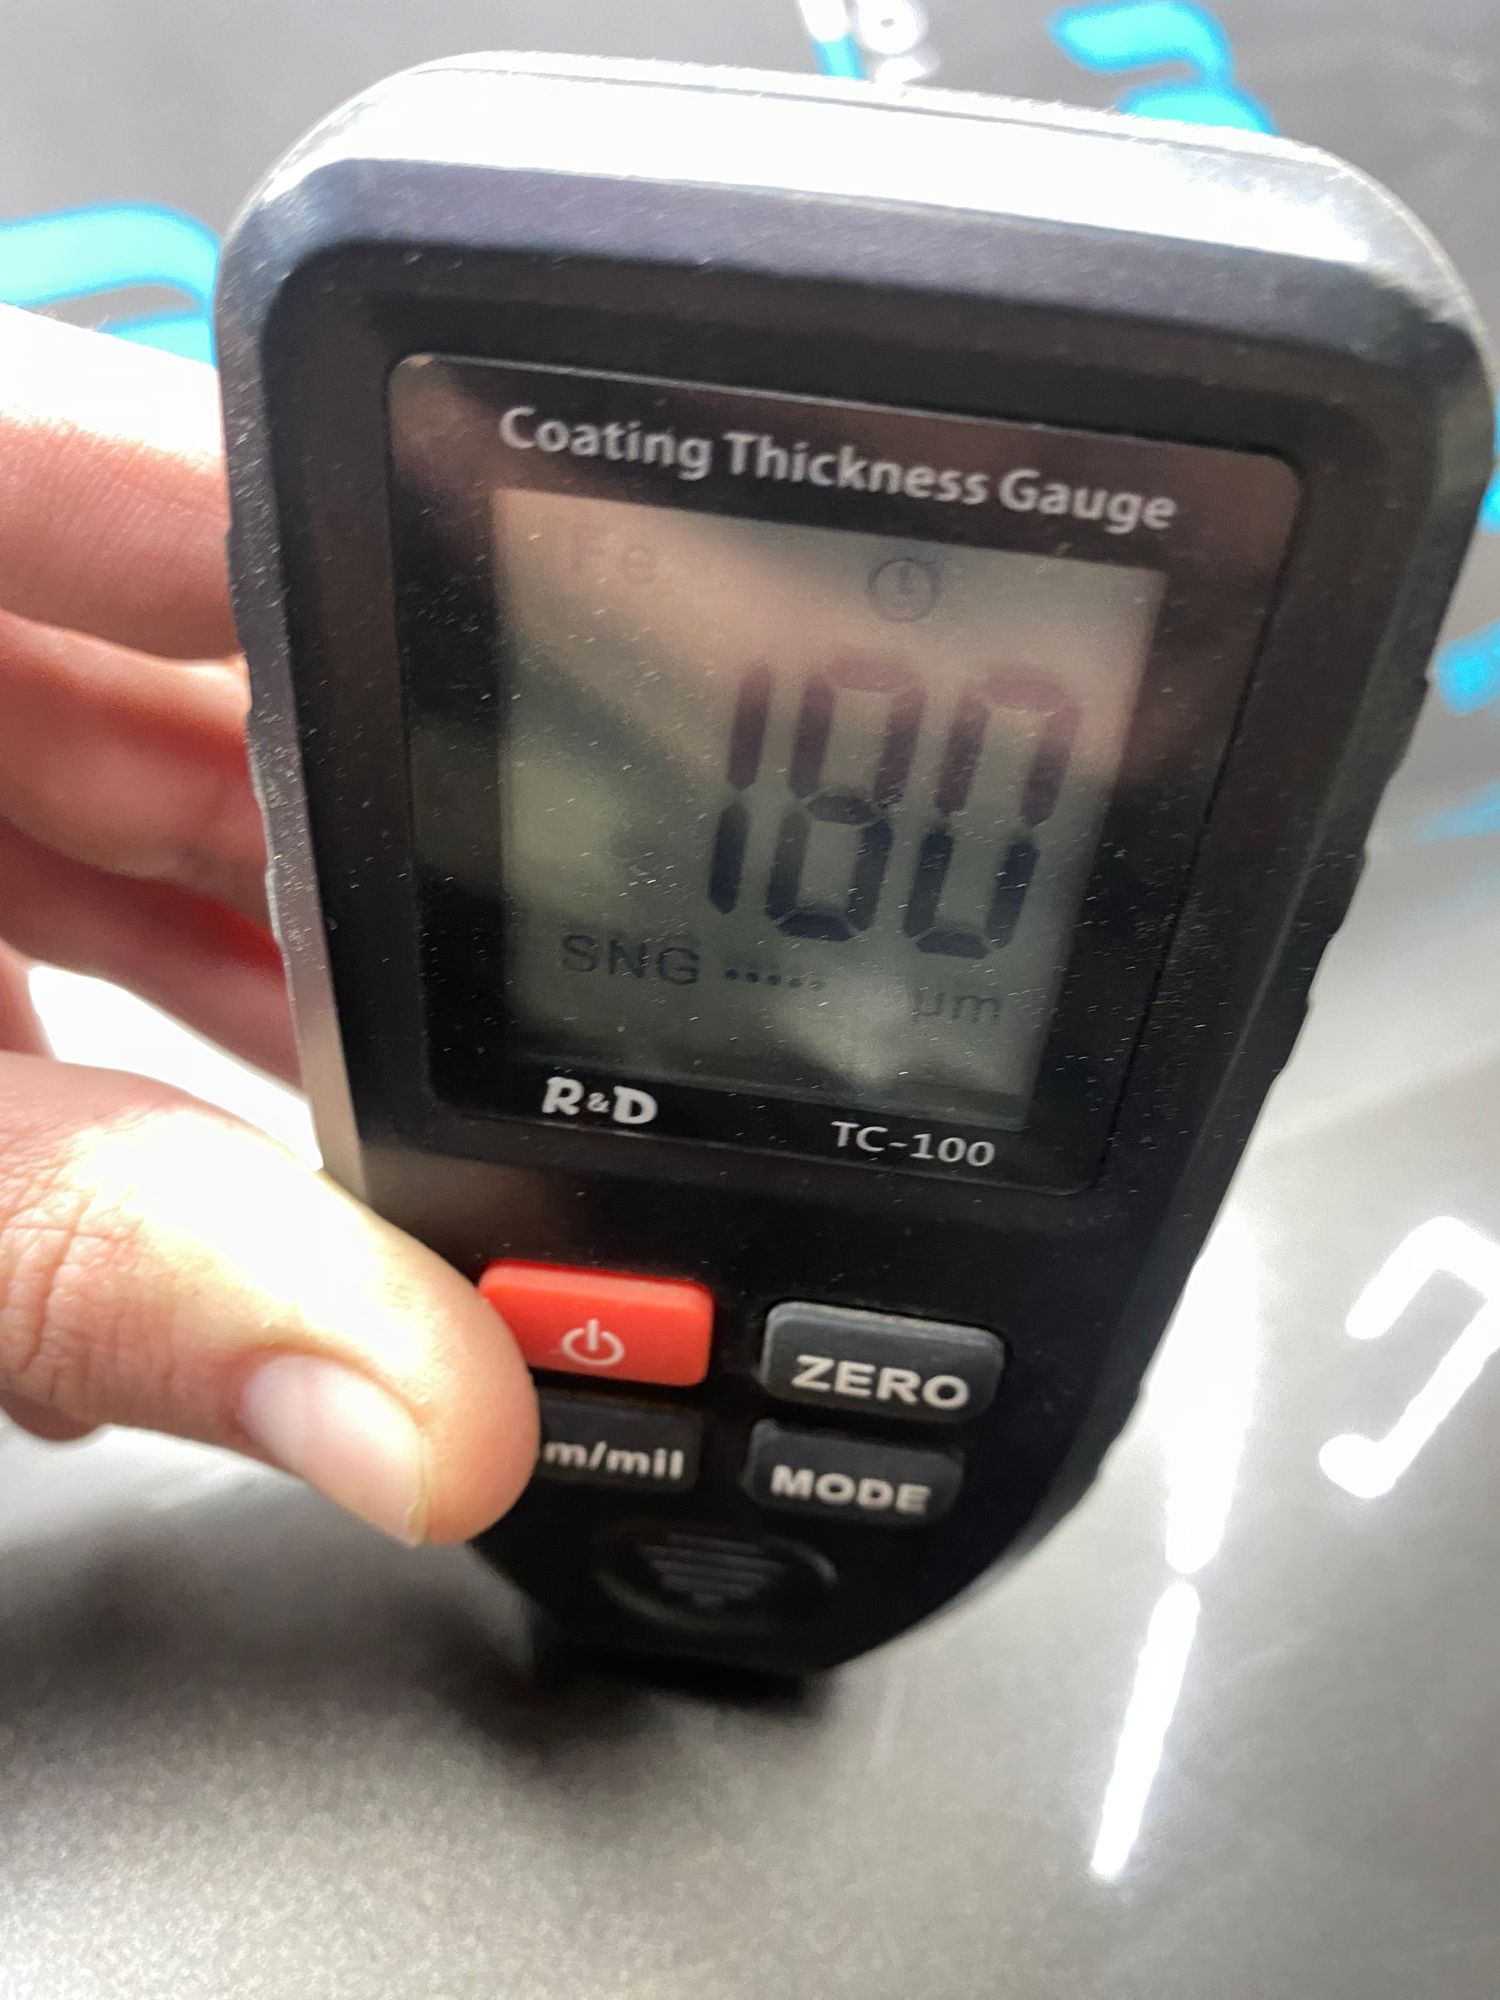 Coating Thickness Gauge
Fe
180
SNG ..... µm
R&D TC-100
ZERO
m/mil MODE